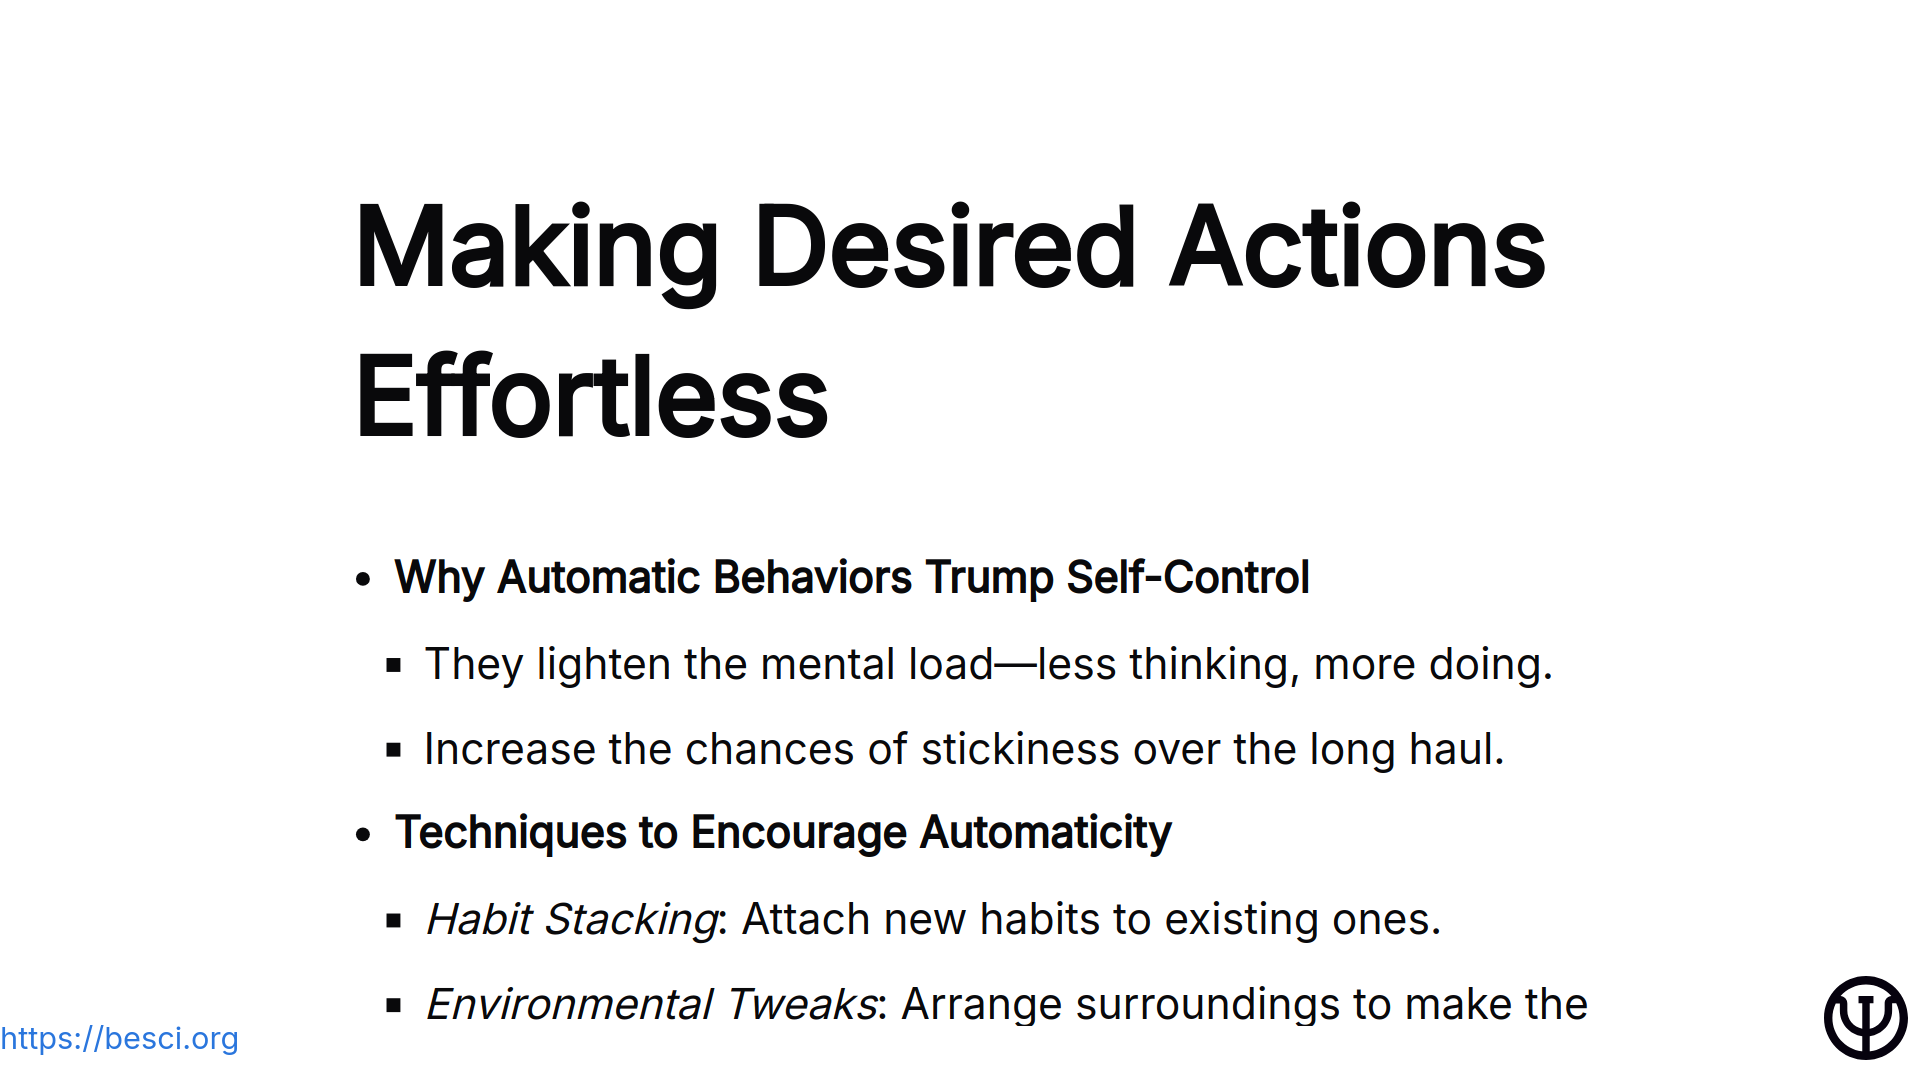 Making Desired Actions
Effortless
• Why Automatic Behaviors Trump Self-Control
▪ They lighten the mental load—less thinking, more doing.
▪ Increase the chances of stickiness over the long haul.
• Techniques to Encourage Automaticity
▪ Habit Stacking: Attach new habits to existing ones.
▪ Environmental Tweaks: Arrange surroundings to make the
https://besci.org